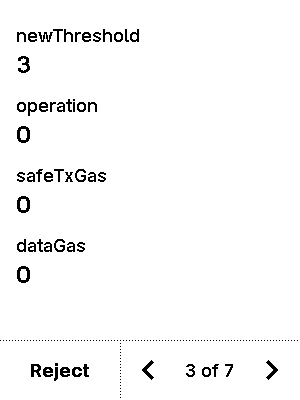 newThreshold
3
operation
0
safeTxGas
0
dataGas
0
Reject
3 of 7